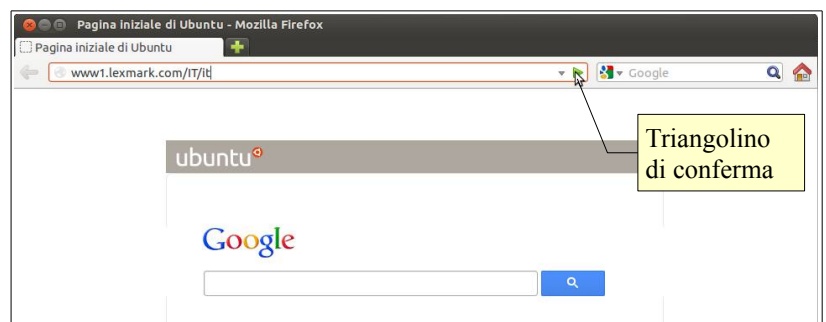 Pagina iniziale di Ubuntu - Mozilla Firefox
Pagina iniziale di Ubuntu
www1.lexmark.com/IT/it
Google
Triangolino
di conferma
ubuntu
Google